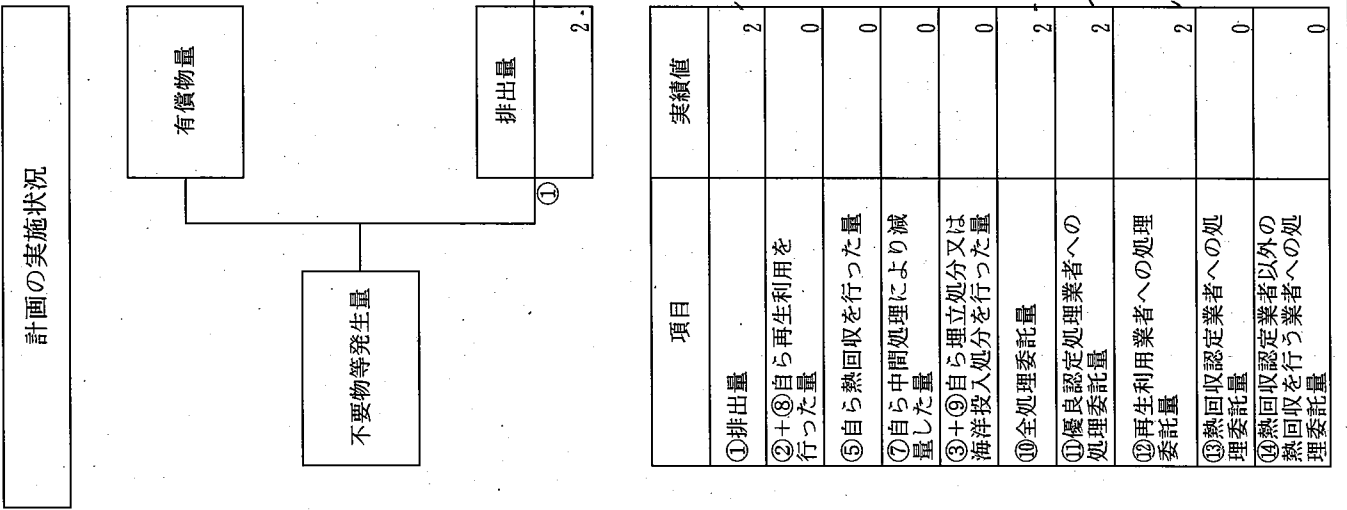 計画の実施状況
有償物量
不要物等発生量
排出量
①
2
項目
実績値
①排出量
2
②+⑧自ら再生利用を
行った量
0
⑤自ら熱回収を行った量
0
⑦自ら中間処理により減
量した量
0
③+⑨自ら埋立処分又は
海洋投入処分を行った量
0
⑩全処理委託量
2
⑪優良認定処理業者への
処理委託量
2
⑫再生利用業者への処理
委託量
2
⑬熱回収認定業者への処
理委託量
0
⑭熱回収認定業者以外の
熱回収を行う業者への処
理委託量
0